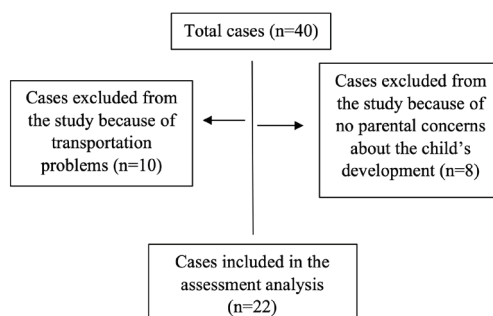 Total cases (n=40)
Cases excluded from
the study because of
transportation
problems (n=10)
Cases excluded from
the study because of
no parental concerns
about the child's
development (n=8)
Cases included in the
assessment analysis
(n=22)